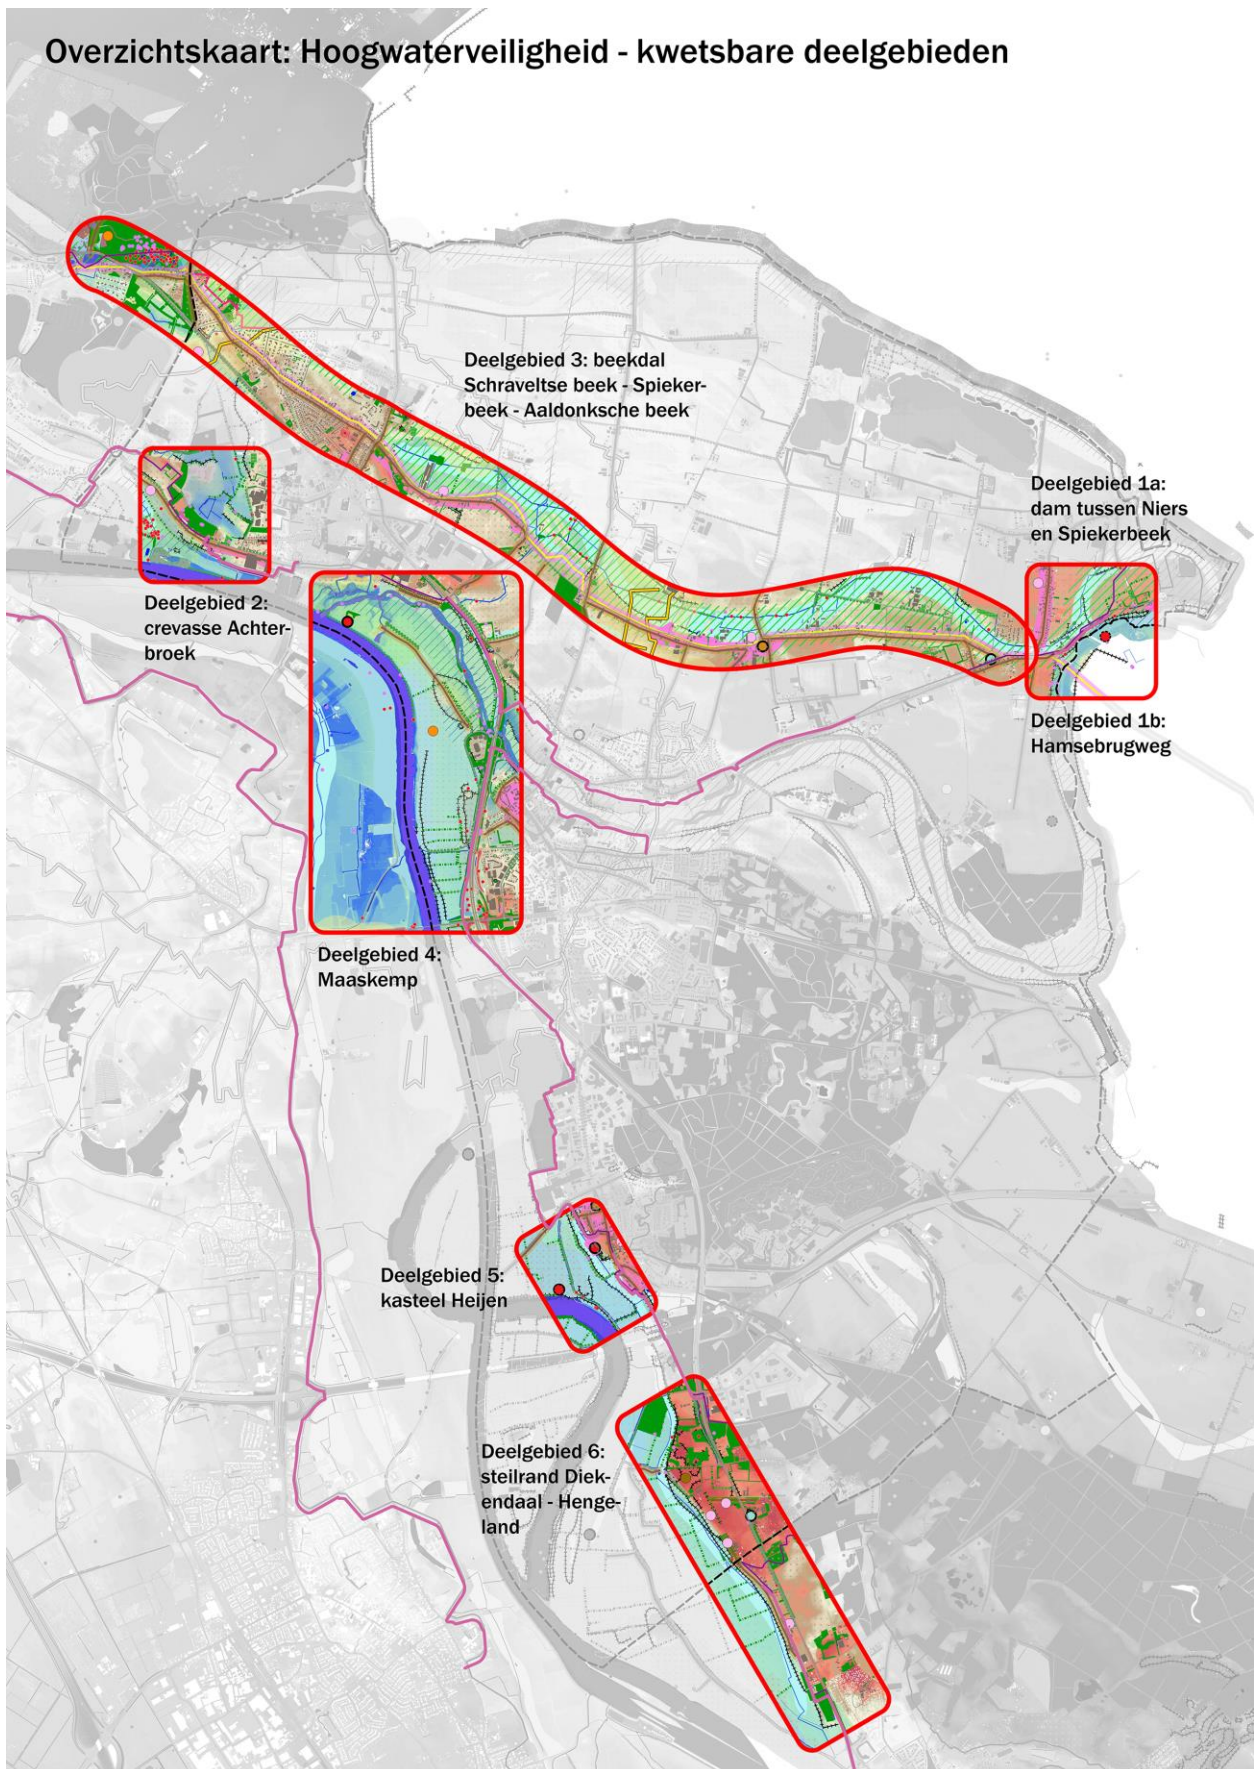 Overzichtskaart: Hoogwaterveiligheid - kwetsbare deelgebieden
Deelgebied 3: beekdal
Schraveltse beek - Spieker-
beek - Aaldonksche beek
Deelgebied 1a:
dam tussen Niers
en Spiekerbeek
Deelgebied 2:
crevasse Achter-
broek
Deelgebied 1b:
Hamsebrugweg
Deelgebied 4:
Maaskemp
Deelgebied 5:
kasteel Heijen
Deelgebied 6:
steilrand Diek-
endaal - Henge-
land